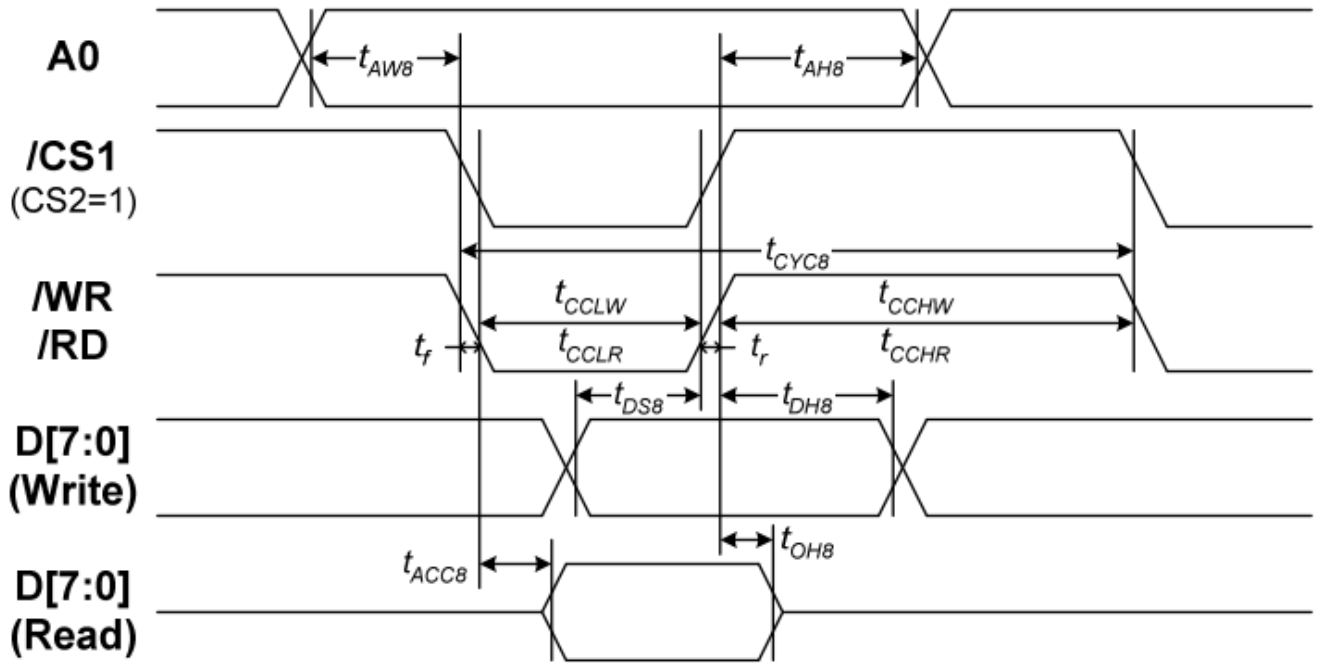 A0
tAW8
tAH8
/CS1
(CS2=1)
tCYC8
/WR
/RD
tCCLW
tCCHW
tf
tCCLR
tr
tCCHR
tDS8
tDH8
D[7:0]
(Write)
tOH8
tACC8
D[7:0]
(Read)